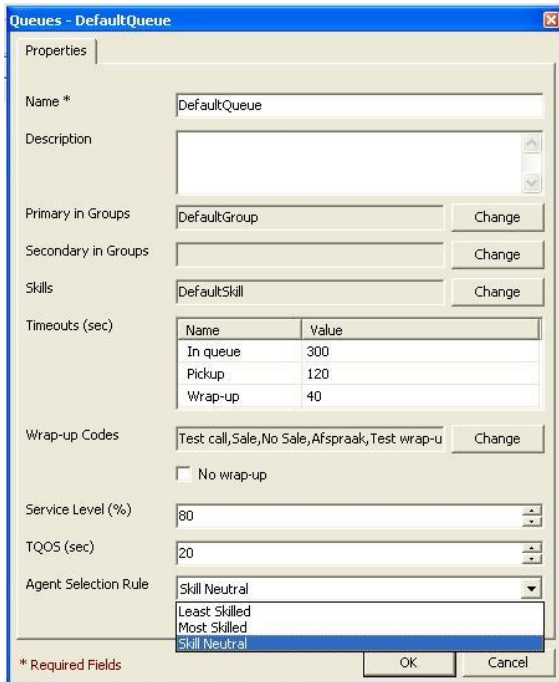 Queues - DefaultQueue
Properties
Name * DefaultQueue
Description
Primary in Groups DefaultGroup Change
Secondary in Groups Change
Skills DefaultSkill Change
Timeouts (sec) Name Value
In queue 300
Pickup 120
Wrap-up 40
Wrap-up Codes Test call,Sale,No Sale,Afspraak,Test wrap-u Change
No wrap-up
Service Level (%) 80
TQOS (sec) 20
Agent Selection Rule Skill Neutral
Least Skilled
Most Skilled
Skill Neutral
* Required Fields OK Cancel